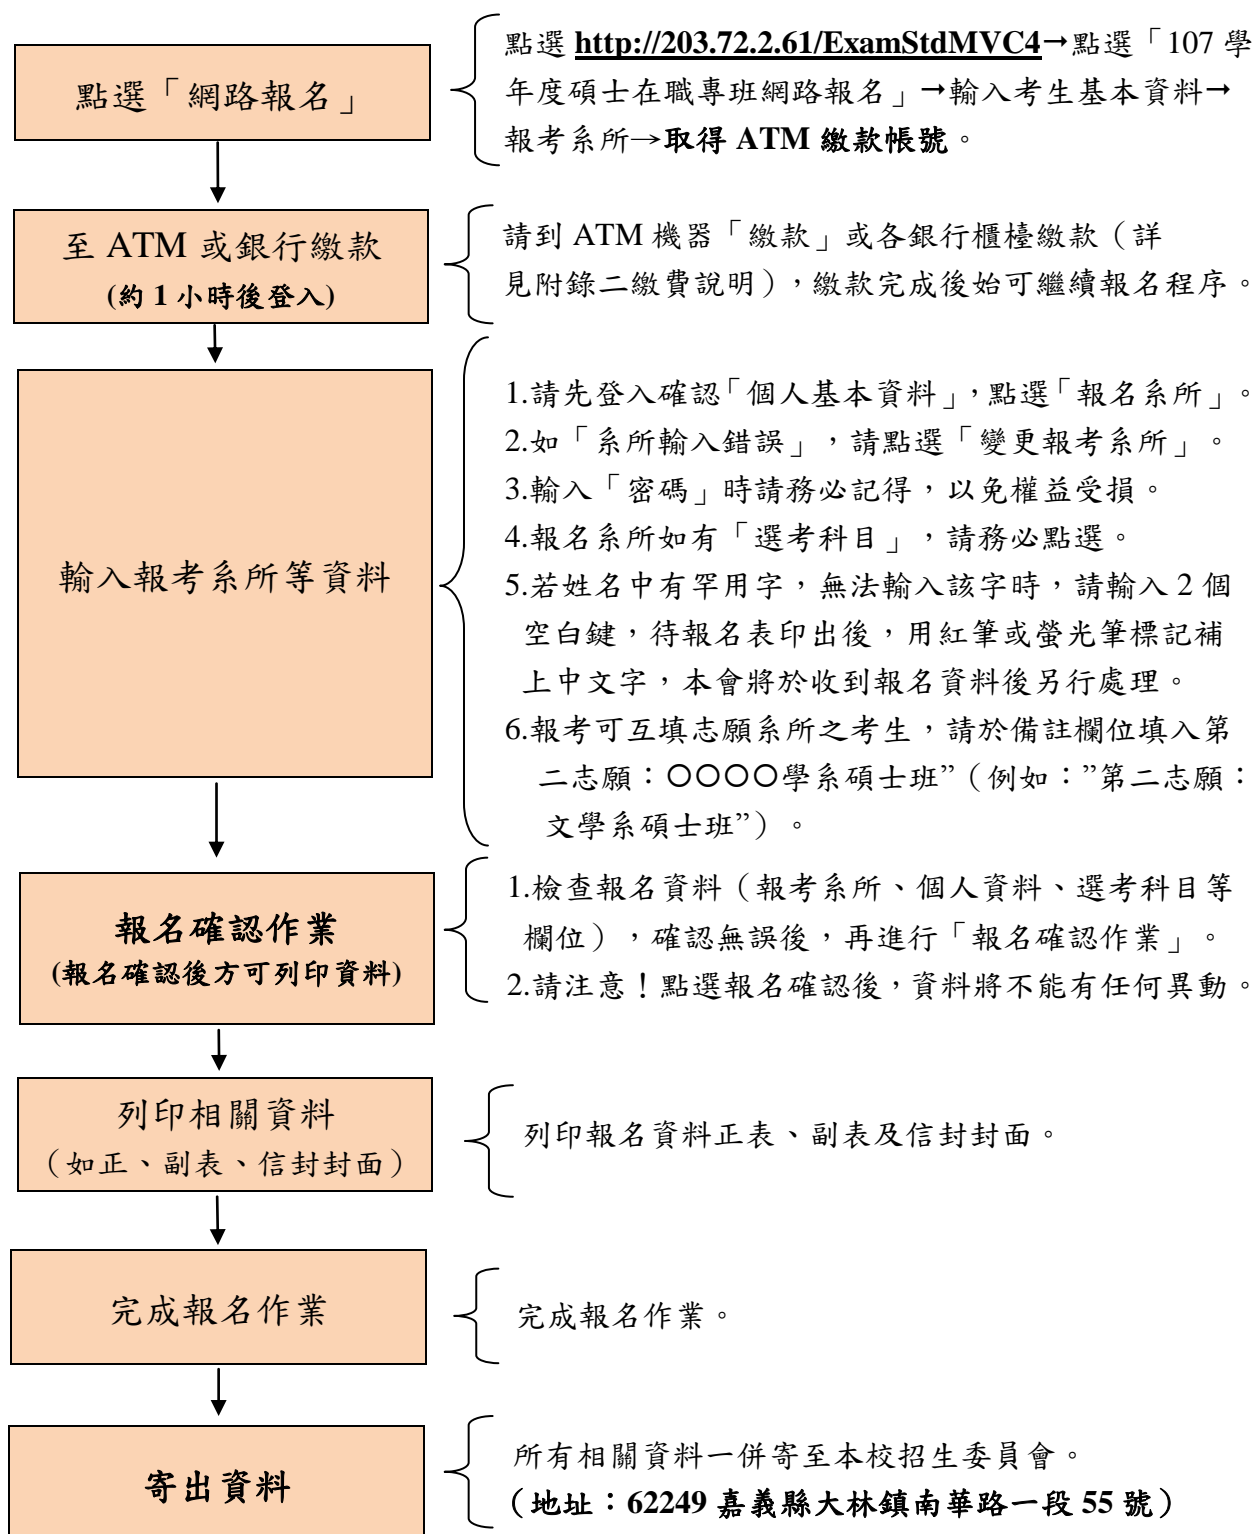 點選「網路報名」
點選 http://203.72.2.61/ExamStdMVC4→點選「107 學
年度碩士在職專班網路報名」→輸入考生基本資料→
報考系所→取得 ATM 繳款帳號。
至 ATM 或銀行繳款
(約 1 小時後登入)
請到 ATM 機器「繳款」或各銀行櫃檯繳款（詳
見附錄二繳費說明），繳款完成後始可繼續報名程序。
輸入報考系所等資料
1.請先登入確認「個人基本資料」，點選「報名系所」。
2.如「系所輸入錯誤」，請點選「變更報考系所」。
3.輸入「密碼」時請務必記得，以免權益受損。
4.報名系所如有「選考科目」，請務必點選。
5.若姓名中有罕用字，無法輸入該字時，請輸入 2 個
空白鍵，待報名表印出後，用紅筆或螢光筆標記補
上中文字，本會將於收到報名資料後另行處理。
6.報考可互填志願系所之考生，請於備註欄位填入第
二志願：〇〇〇〇學系碩士班”（例如：”第二志願：
文學系碩士班”）。
報名確認作業
(報名確認後方可列印資料)
1.檢查報名資料（報考系所、個人資料、選考科目等
欄位），確認無誤後，再進行「報名確認作業」。
2.請注意！點選報名確認後，資料將不能有任何異動。
列印相關資料
（如正、副表、信封封面）
列印報名資料正表、副表及信封封面。
完成報名作業
完成報名作業。
寄出資料
所有相關資料一併寄至本校招生委員會。
（地址：62249 嘉義縣大林鎮南華路一段 55 號）